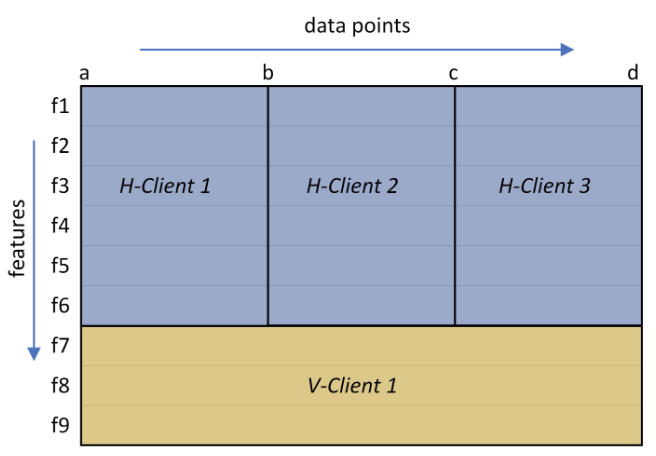 data points
a b c d
f1
f2
f3 H-Client 1 H-Client 2 H-Client 3
f4
f5
f6
f7
f8 V-Client 1
f9
features